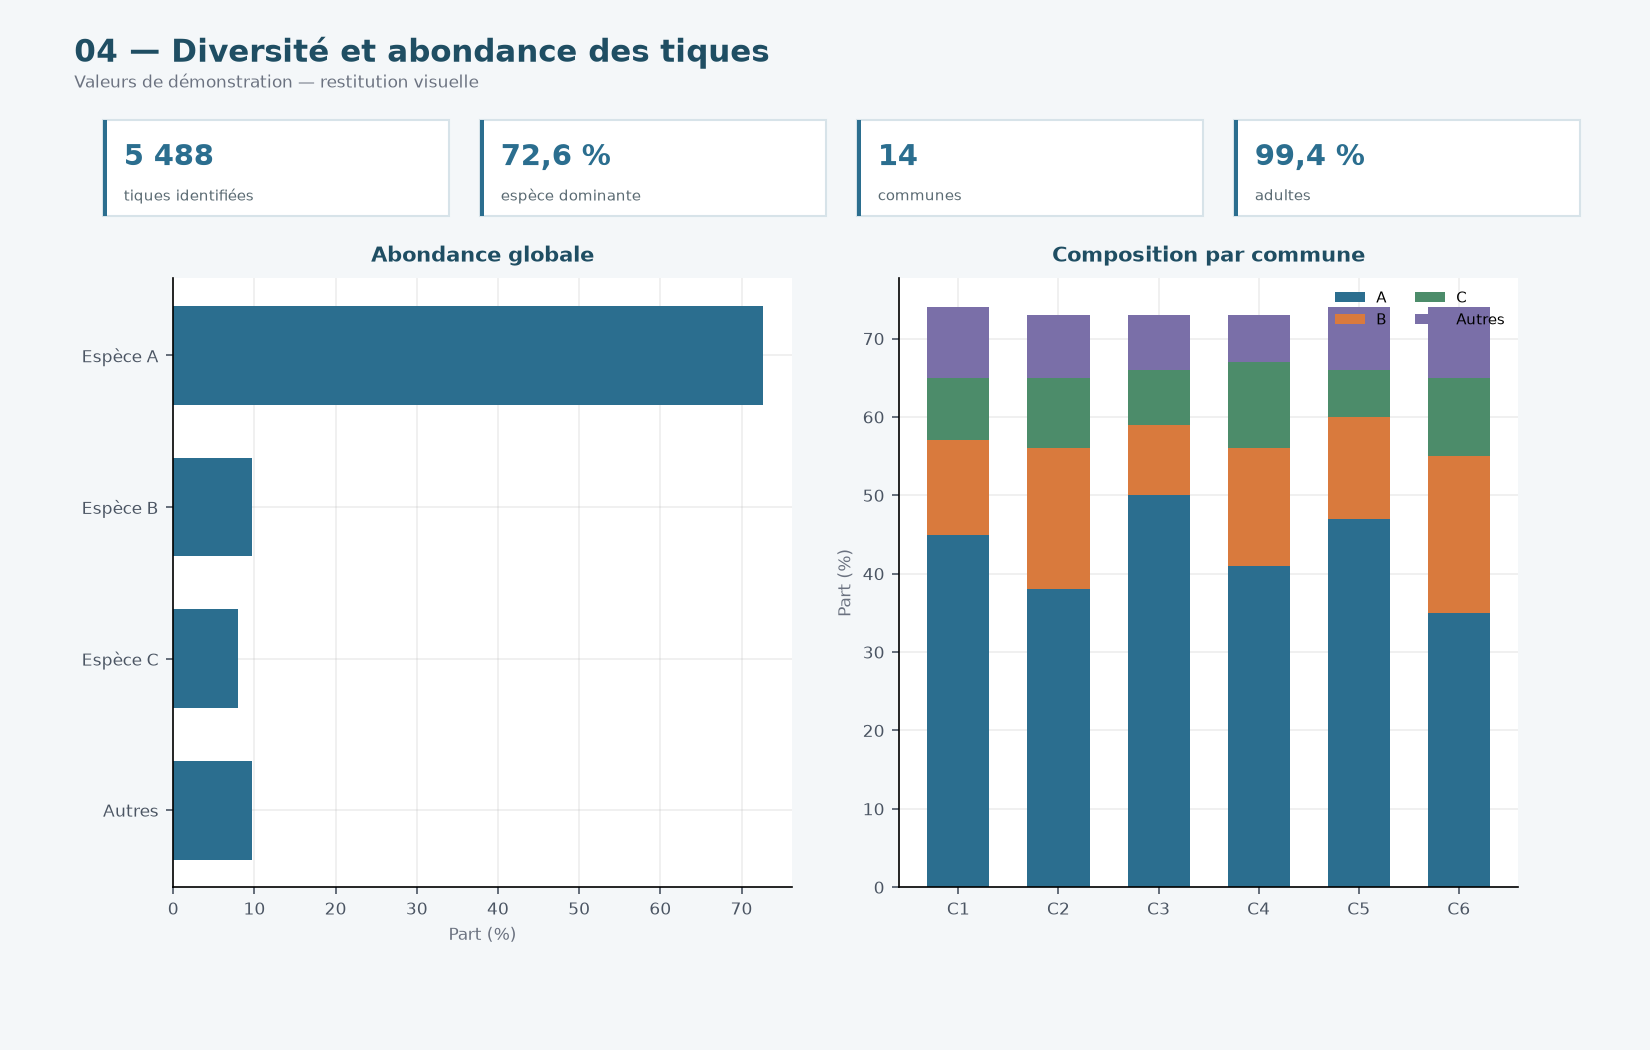 04 — Diversité et abondance des tiques
Valeurs de démonstration — restitution visuelle
5 488
tiques identifiées
72,6 %
espèce dominante
14
communes
99,4 %
adultes
Abondance globale
Espèce A
Espèce B
Espèce C
Autres
0 10 20 30 40 50 60 70
Part (%)
Composition par commune
A C
B Autres
70
60
50
40
30
20
10
0
Part (%)
C1 C2 C3 C4 C5 C6